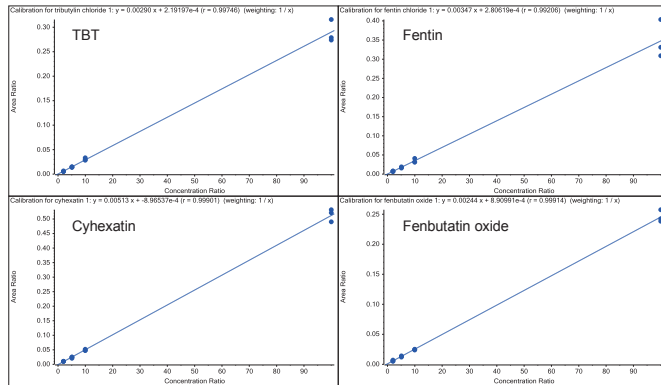 Calibration for tributylin chloride 1: y = 0.00290 x + 2.19197e-4 (r = 0.99746) (weighting: 1 / x)
TBT
Area Ratio
0.30
0.25
0.20
0.15
0.10
0.05
0.00
0 10 20 30 40 50 60 70 80 90
Concentration Ratio
Calibration for fentin chloride 1: y = 0.00347 x + 2.80619e-4 (r = 0.99206) (weighting: 1 / x)
Fentin
Area Ratio
0.40
0.35
0.30
0.25
0.20
0.15
0.10
0.05
0.00
0 10 20 30 40 50 60 70 80 90
Concentration Ratio
Calibration for cyhexatin 1: y = 0.00513 x + -8.96537e-4 (r = 0.99901) (weighting: 1 / x)
Cyhexatin
Area Ratio
0.50
0.45
0.40
0.35
0.30
0.25
0.20
0.15
0.10
0.05
0.00
0 10 20 30 40 50 60 70 80 90
Concentration Ratio
Calibration for fenbutatin oxide 1: y = 0.00244 x + 8.90991e-4 (r = 0.99914) (weighting: 1 / x)
Fenbutatin oxide
Area Ratio
0.25
0.20
0.15
0.10
0.05
0.00
0 10 20 30 40 50 60 70 80 90
Concentration Ratio